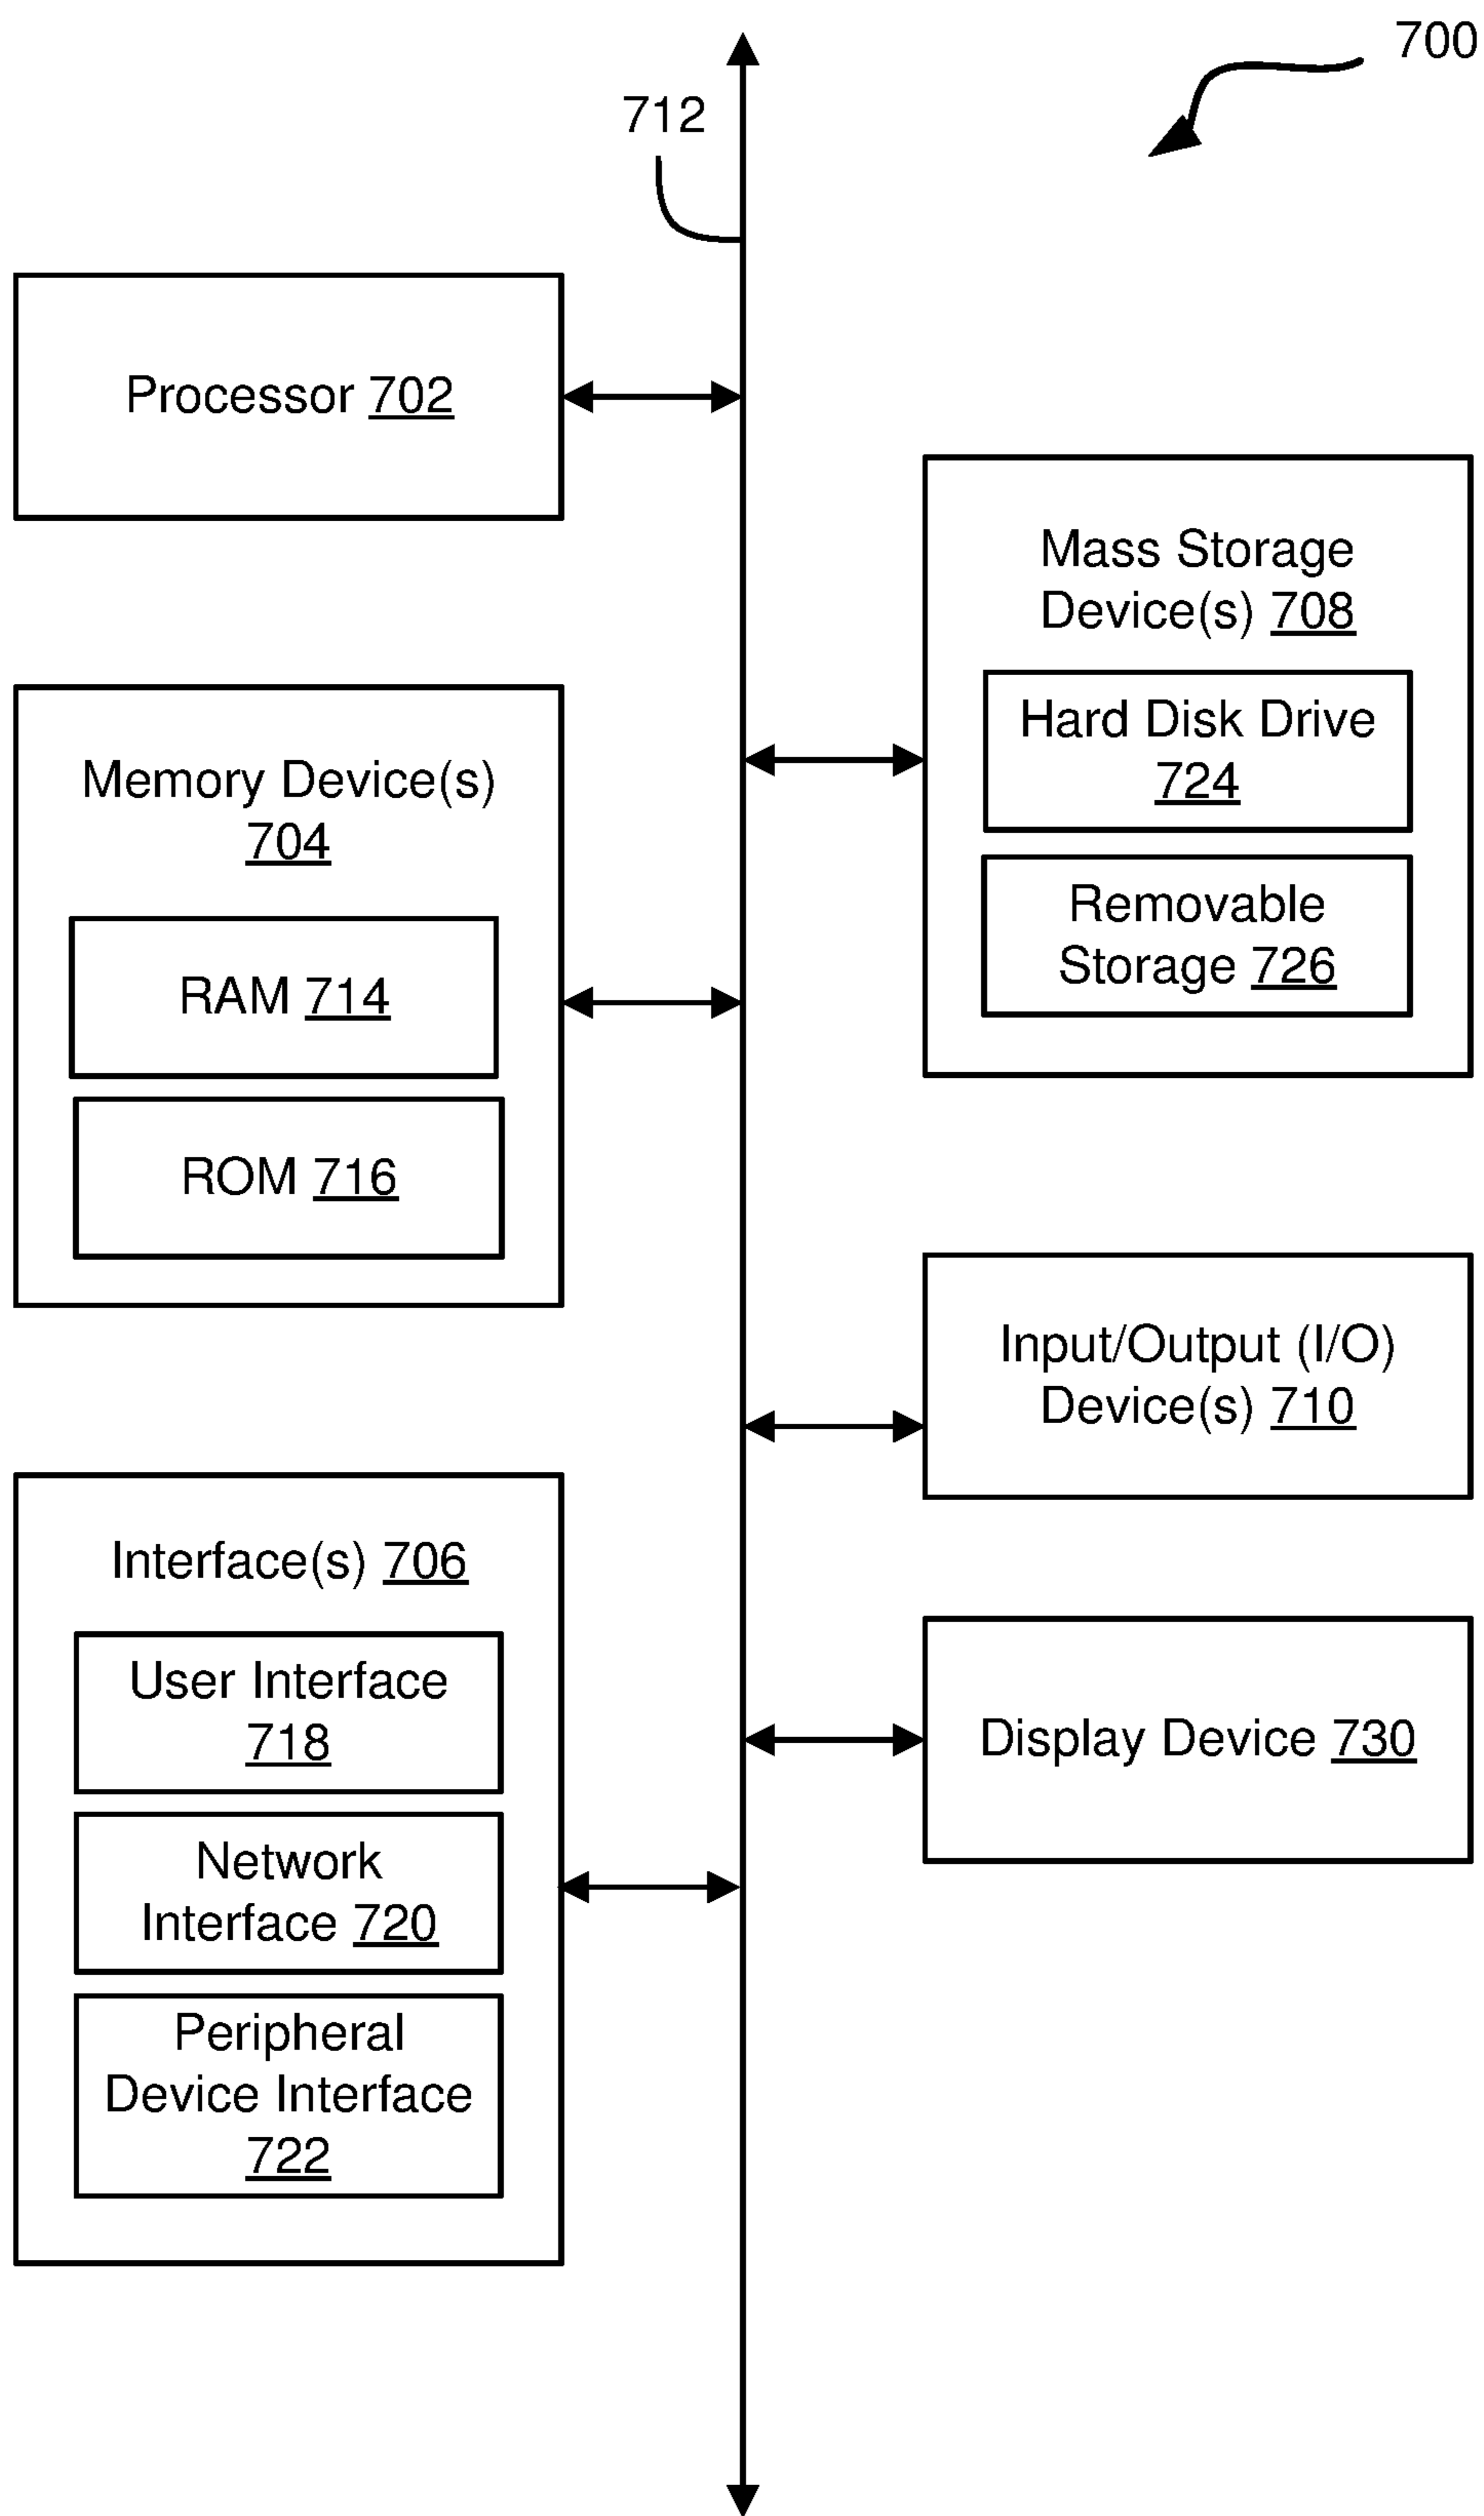 700
712
Processor 702
Mass Storage
Device(s) 708
Hard Disk Drive
724
Removable
Storage 726
Memory Device(s)
704
RAM 714
ROM 716
Input/Output (I/O)
Device(s) 710
Interface(s) 706
User Interface
718
Network
Interface 720
Peripheral
Device Interface
722
Display Device 730